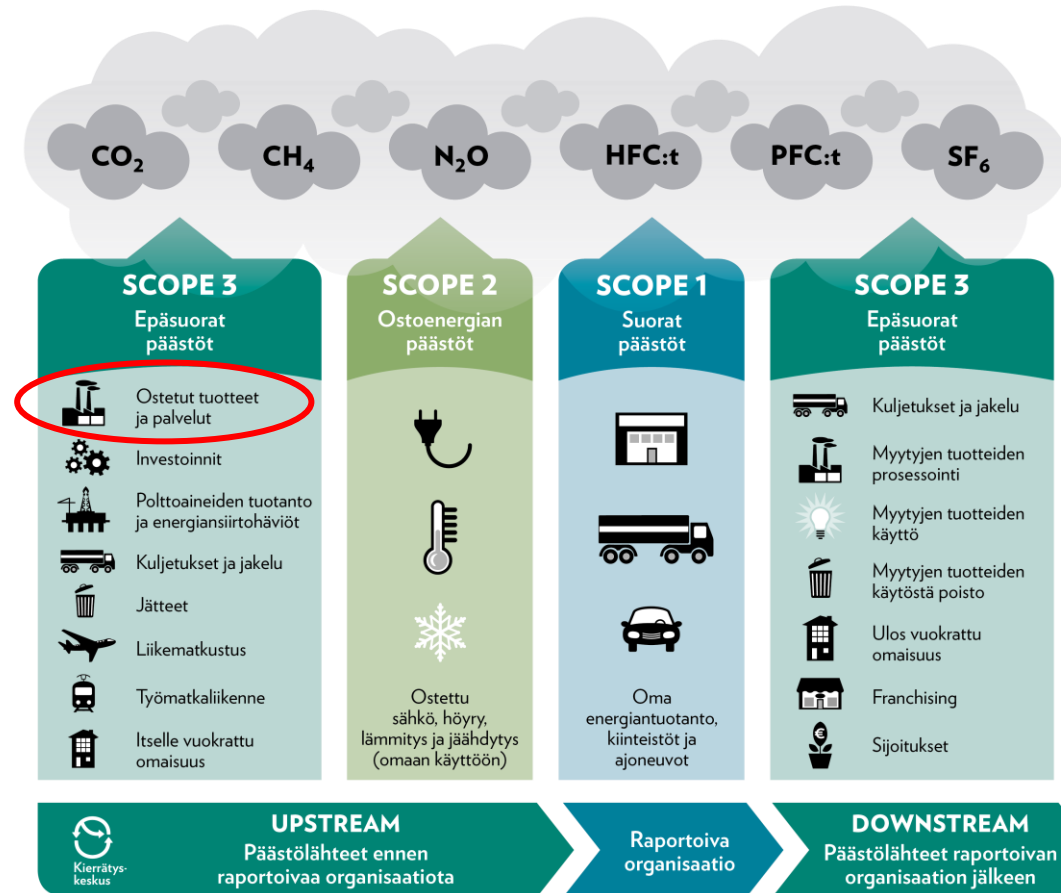 CO₂
CH₄
N₂O
HFC:t
PFC:t
SF₆
SCOPE 3
Epäsuorat
päästöt
Ostetut tuotteet
ja palvelut
Investoinnit
Polttoaineiden tuotanto
ja energiansiirtohäviöt
Kuljetukset ja jakelu
Jätteet
Liikematkustus
Työmatkaliikenne
Itselle vuokrattu
omaisuus
SCOPE 2
Ostoenergian
päästöt
Ostettu
sähkö, höyry,
lämmitys ja jäähdytys
(omaan käyttöön)
SCOPE 1
Suorat
päästöt
Oma
energiantuotanto,
kiinteistöt ja
ajoneuvot
SCOPE 3
Epäsuorat
päästöt
Kuljetukset ja jakelu
Myytyjen tuotteiden
prosessointi
Myytyjen tuotteiden
käyttö
Myytyjen tuotteiden
käytöstä poisto
Ulos vuokrattu
omaisuus
Franchising
€
Sijoitukset
Kierrätys-
keskus
UPSTREAM
Päästölähteet ennen
raportoivaa organisaatiota
Raportoiva
organisaatio
DOWNSTREAM
Päästölähteet raportoivan
organisaation jälkeen